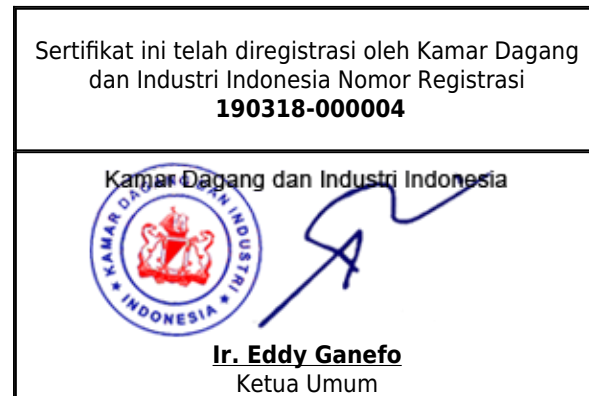 Sertifikat ini telah diregistrasi oleh Kamar Dagang
dan Industri Indonesia Nomor Registrasi
190318-000004
Kamar Dagang dan Industri Indonesia
KAMAR DAGANG DAN INDUSTRI
INDONESIA
Ir. Eddy Ganefo
Ketua Umum